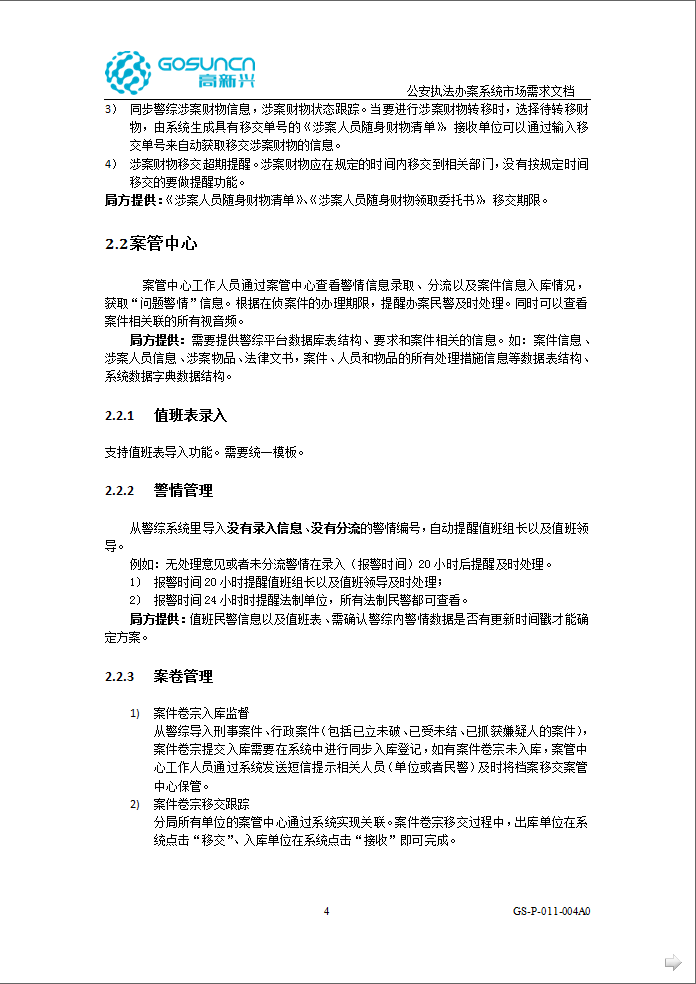 GOSUNCN
高新兴
公安执法办案系统市场需求文档
3） 同步警综涉案财物信息，涉案财物状态跟踪。当要进行涉案财物转移时，选择待转移财
物，由系统生成具有移交单号的《涉案人员随身财物清单》，接收单位可以通过输入移
交单号来自动获取移交涉案财物的信息。
4） 涉案财物移交超期提醒。涉案财物应在规定的时间内移交到相关部门，没有按规定时间
移交的要做提醒功能。
局方提供：《涉案人员随身财物清单》、《涉案人员随身财物领取委托书》，移交期限。
2.2案管中心
案管中心工作人员通过案管中心查看警情信息录取、分流以及案件信息入库情况，
获取“问题警情”信息。根据在侦案件的办理期限，提醒办案民警及时处理。同时可以查看
案件相关联的所有视音频。
局方提供：需要提供警综平台数据库表结构、要求和案件相关的信息。如：案件信息、
涉案人员信息、涉案物品、法律文书，案件、人员和物品的所有处理措施信息等数据表结构、
系统数据字典数据结构。
2.2.1 值班表录入
支持值班表导入功能。需要统一模板。
2.2.2 警情管理
从警综系统里导入没有录入信息、没有分流的警情编号，自动提醒值班组长以及值班领
导。
例如：无处理意见或者未分流警情在录入（报警时间）20 小时后提醒及时处理。
1） 报警时间 20 小时提醒值班组长以及值班领导及时处理；
2） 报警时间 24 小时时提醒法制单位，所有法制民警都可查看。
局方提供：值班民警信息以及值班表、需确认警综内警情数据是否有更新时间戳才能确
定方案。
2.2.3 案卷管理
1) 案件卷宗入库监督
从警综导入刑事案件、行政案件（包括已立未破、已受未结、已抓获嫌疑人的案件），
案件卷宗提交入库需要在系统中进行同步入库登记，如有案件卷宗未入库，案管中
心工作人员通过系统发送短信提示相关人员（单位或者民警）及时将档案移交案管
中心保管。
2) 案件卷宗移交跟踪
分局所有单位的案管中心通过系统实现关联。案件卷宗移交过程中，出库单位在系
统点击“移交”、入库单位在系统点击“接收”即可完成。
4 GS-P-011-004A0